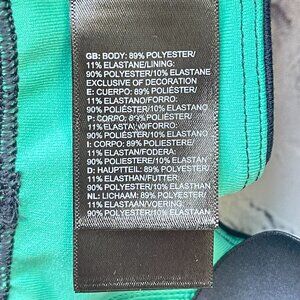 GB: BODY: 89% POLYESTER/
11% ELASTANE/LINING:
90% POLYESTER/10% ELASTANE
EXCLUSIVE OF DECORATION
E: CUERPO: 89% POLIÉSTER/
11% ELASTANO/FORRO:
90% POLIÉSTER/10% ELASTANO
P: CORPO: 89% POLIÉSTER/
11% ELASTANO/FORRO:
90% POLIÉSTER/10% ELASTANO
I: CORPO: 89% POLIESTERE/
11% ELASTAN/FODERA:
90% POLIESTERE/10% ELASTAN
D: HAUPTTEIL: 89% POLYESTER/
11% ELASTHAN/FUTTER:
90% POLYESTER/10% ELASTHAN
NL: LICHAAM: 89% POLYESTER/
11% ELASTAAN/VOERING:
90% POLYESTER/10% ELASTAAN